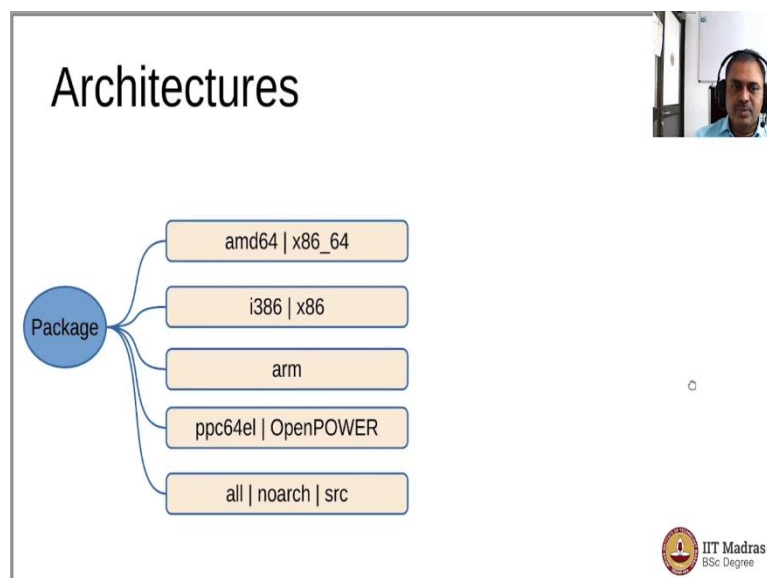 Architectures
Package
amd64 | x86_64
i386 | x86
arm
ppc64el | OpenPOWER
all | noarch | src
IIT Madras
BSc Degree